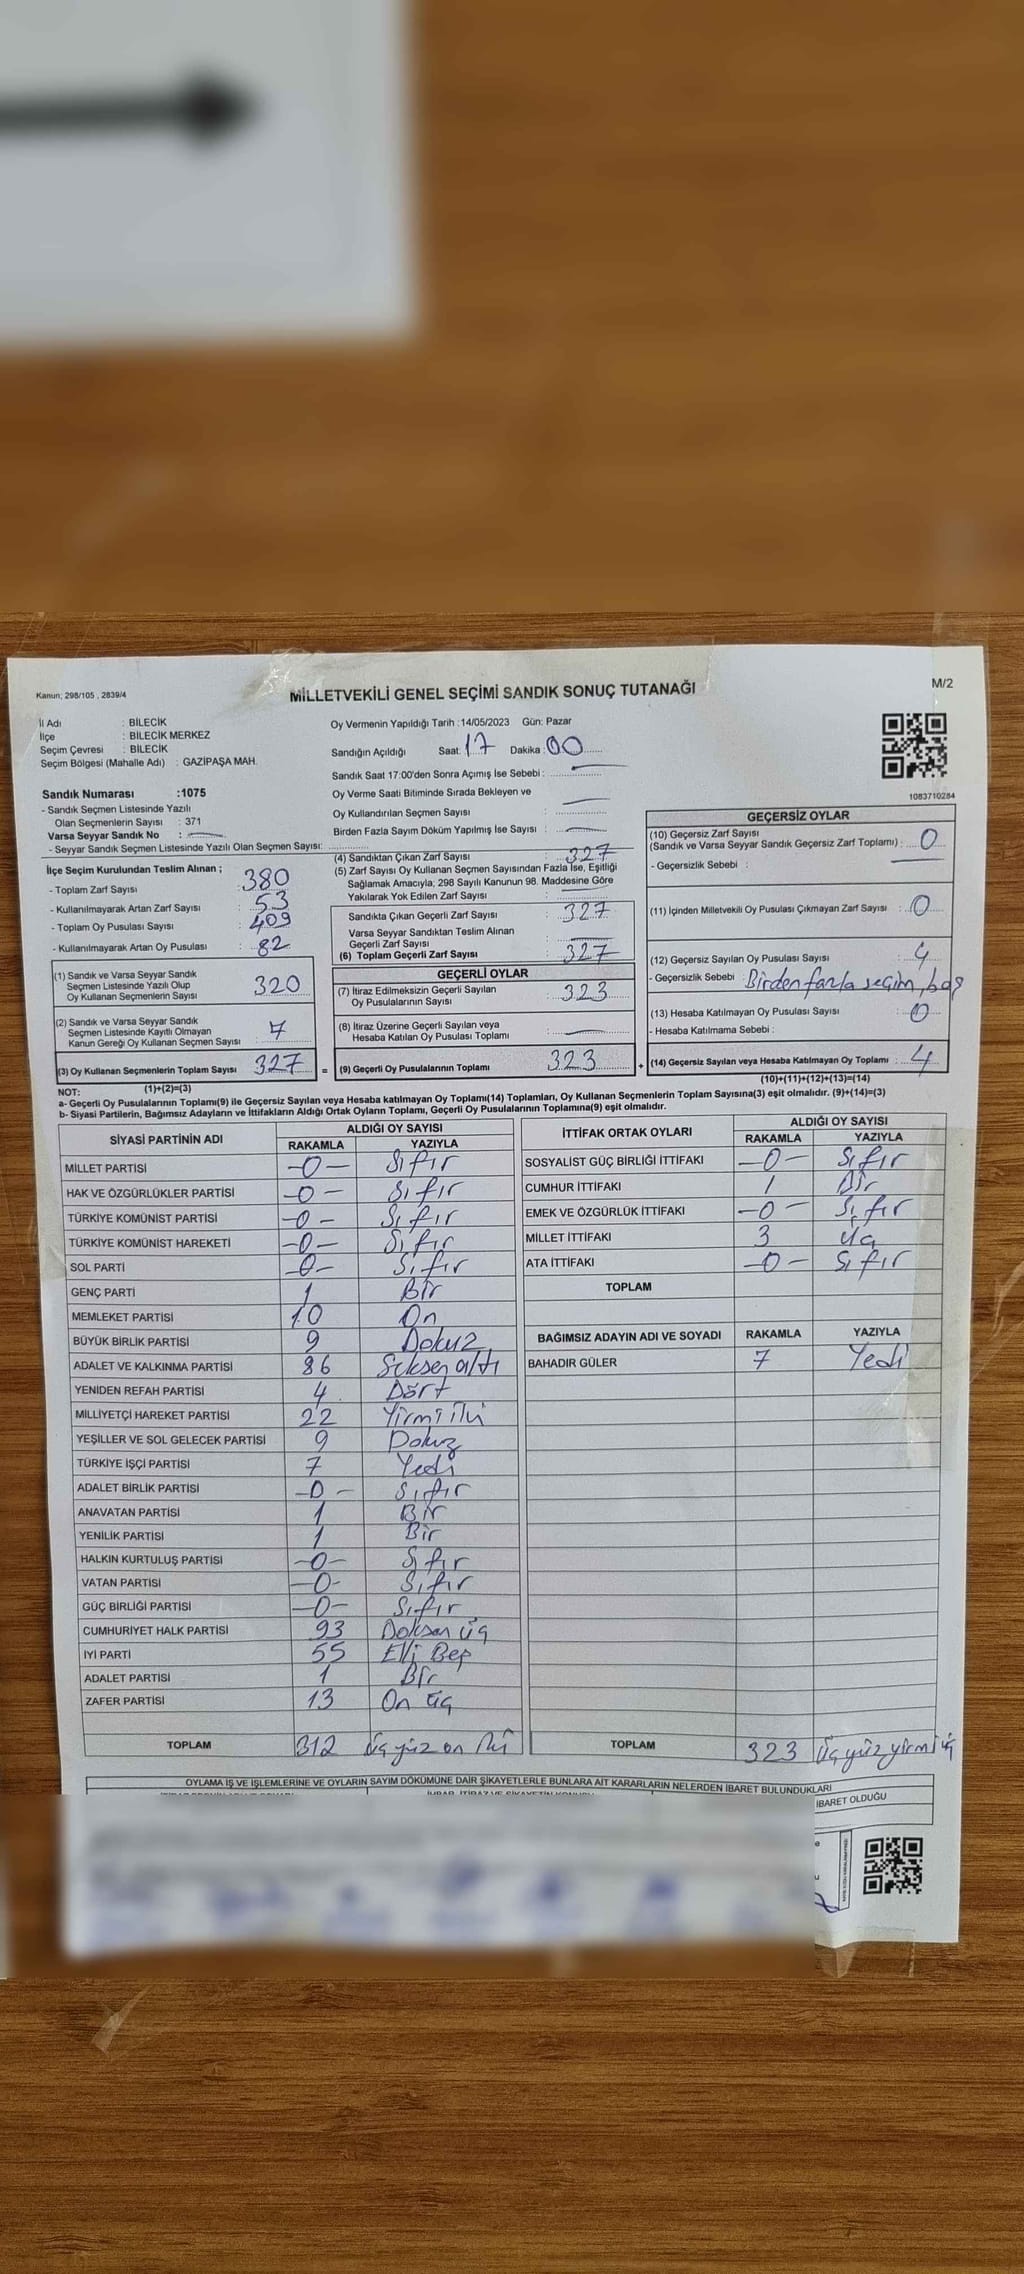 Kanun; 298/105 , 2839/4
MİLLETVEKİLİ GENEL SEÇİMİ SANDIK SONUÇ TUTANAĞI
M/2
İl Adı : BİLECİK
İlçe : BİLECİK MERKEZ
Seçim Çevresi : BİLECİK
Seçim Bölgesi (Mahalle Adı) : GAZİPAŞA MAH.
Oy Vermenin Yapıldığı Tarih :14/05/2023 Gün: Pazar
Sandığın Açıldığı Saat: 17 Dakika : 00
Sandık Saat 17:00'den Sonra Açımış İse Sebebi :
Oy Verme Saati Bitiminde Sırada Bekleyen ve
Oy Kullandırılan Seçmen Sayısı
Birden Fazla Sayım Döküm Yapılmış İse Sayısı :
1083710284
Sandık Numarası :1075
- Sandık Seçmen Listesinde Yazılı
Olan Seçmenlerin Sayısı : 371
Varsa Seyyar Sandık No :
- Seyyar Sandık Seçmen Listesinde Yazılı Olan Seçmen Sayısı:
İlçe Seçim Kurulundan Teslim Alınan ;
- Toplam Zarf Sayısı : 380
- Kullanılmayarak Artan Zarf Sayısı : 53
- Toplam Oy Pusulası Sayısı : 409
- Kullanılmayarak Artan Oy Pusulası : 82
(1) Sandık ve Varsa Seyyar Sandık
Seçmen Listesinde Yazılı Olup
Oy Kullanan Seçmenlerin Sayısı : 320
(2) Sandık ve Varsa Seyyar Sandık
Seçmen Listesinde Kayıtlı Olmayan
Kanun Gereği Oy Kullanan Seçmen Sayısı : 7
(3) Oy Kullanan Seçmenlerin Toplam Sayısı 327 =
(1)+(2)=(3)
(4) Sandıktan Çıkan Zarf Sayısı : 327
(5) Zarf Sayısı Oy Kullanan Seçmen Sayısından Fazla İse, Eşitliği
Sağlamak Amacıyla, 298 Sayılı Kanunun 98. Maddesine Göre
Yakılarak Yok Edilen Zarf Sayısı :
Sandıkta Çıkan Geçerli Zarf Sayısı : 327
Varsa Seyyar Sandıktan Teslim Alınan
Geçerli Zarf Sayısı :
(6) Toplam Geçerli Zarf Sayısı : 327
GEÇERLİ OYLAR
(7) İtiraz Edilmeksizin Geçerli Sayılan
Oy Pusulalarının Sayısı : 323
(8) İtiraz Üzerine Geçerli Sayılan veya
Hesaba Katılan Oy Pusulası Toplamı :
(9) Geçerli Oy Pusulalarının Toplamı : 323 +
GEÇERSİZ OYLAR
(10) Geçersiz Zarf Sayısı
(Sandık ve Varsa Seyyar Sandık Geçersiz Zarf Toplamı) : 0
- Geçersizlik Sebebi :
(11) İçinden Milletvekili Oy Pusulası Çıkmayan Zarf Sayısı : 0
(12) Geçersiz Sayılan Oy Pusulası Sayısı : 4
- Geçersizlik Sebebi : Birden fazla seçim, boş
(13) Hesaba Katılmayan Oy Pusulası Sayısı : 0
- Hesaba Katılmama Sebebi :
(14) Geçersiz Sayılan veya Hesaba Katılmayan Oy Toplamı : 4
(10)+(11)+(12)+(13)=(14)
NOT:
a- Geçerli Oy Pusulalarının Toplamı(9) ile Geçersiz Sayılan veya Hesaba katılmayan Oy Toplamı(14) Toplamları, Oy Kullanan Seçmenlerin Toplam Sayısına(3) eşit olmalıdır. (9)+(14)=(3)
b- Siyasi Partilerin, Bağımsız Adayların ve İttifakların Aldığı Ortak Oyların Toplamı, Geçerli Oy Pusulalarının Toplamına(9) eşit olmalıdır.
SİYASİ PARTİNİN ADI ALDIĞI OY SAYISI
RAKAMLA YAZIYLA
MİLLET PARTİSİ -0- Sıfır
HAK VE ÖZGÜRLÜKLER PARTİSİ -0- Sıfır
TÜRKİYE KOMÜNİST PARTİSİ -0- Sıfır
TÜRKİYE KOMÜNİST HAREKETİ -0- Sıfır
SOL PARTİ -0- Sıfır
GENÇ PARTİ 1 Bir
MEMLEKET PARTİSİ 10 On
BÜYÜK BİRLİK PARTİSİ 9 Dokuz
ADALET VE KALKINMA PARTİSİ 86 Seksen altı
YENİDEN REFAH PARTİSİ 4 Dört
MİLLİYETÇİ HAREKET PARTİSİ 22 Yirmi iki
YEŞİLLER VE SOL GELECEK PARTİSİ 9 Dokuz
TÜRKİYE İŞÇİ PARTİSİ 7 Yedi
ADALET BİRLİK PARTİSİ -0- Sıfır
ANAVATAN PARTİSİ 1 Bir
YENİLİK PARTİSİ 1 Bir
HALKIN KURTULUŞ PARTİSİ -0- Sıfır
VATAN PARTİSİ -0- Sıfır
GÜÇ BİRLİĞİ PARTİSİ -0- Sıfır
CUMHURİYET HALK PARTİSİ 93 Doksan üç
İYİ PARTİ 55 Elli Beş
ADALET PARTİSİ 1 Bir
ZAFER PARTİSİ 13 On üç
TOPLAM 312 Üç yüz on iki
İTTİFAK ORTAK OYLARI ALDIĞI OY SAYISI
RAKAMLA YAZIYLA
SOSYALİST GÜÇ BİRLİĞİ İTTİFAKI -0- Sıfır
CUMHUR İTTİFAKI 1 Bir
EMEK VE ÖZGÜRLÜK İTTİFAKI -0- Sıfır
MİLLET İTTİFAKI 3 Üç
ATA İTTİFAKI -0- Sıfır
TOPLAM
BAĞIMSIZ ADAYIN ADI VE SOYADI RAKAMLA YAZIYLA
BAHADIR GÜLER 7 Yedi
TOPLAM 323 Üç yüz yirmi üç
OYLAMA İŞ VE İŞLEMLERİNE VE OYLARIN SAYIM DÖKÜMÜNE DAİR ŞİKAYETLERLE BUNLARA AİT KARARLARIN NELERDEN İBARET BULUNDUKLARI
İBARET OLDUĞU